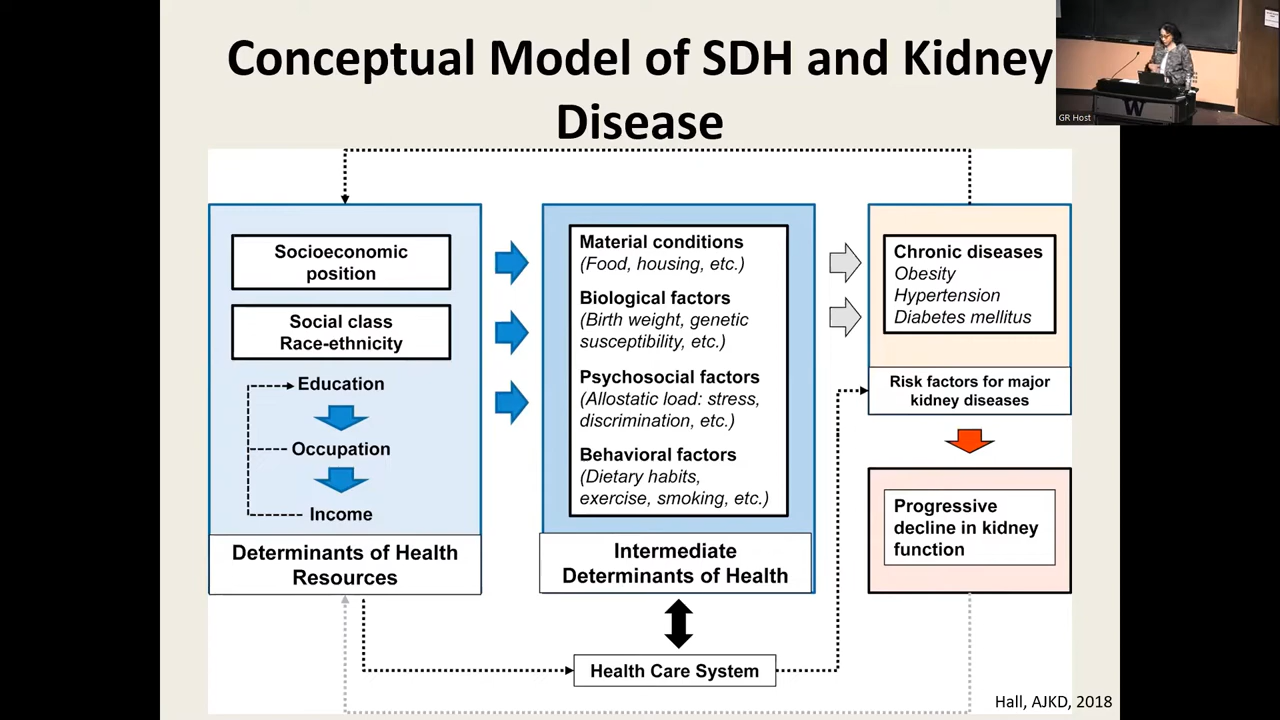 Conceptual Model of SDH and Kidney
Disease
GR Host
W
Socioeconomic
position
Social class
Race-ethnicity
Education
Occupation
Income
Determinants of Health
Resources
Material conditions
(Food, housing, etc.)
Biological factors
(Birth weight, genetic
susceptibility, etc.)
Psychosocial factors
(Allostatic load: stress,
discrimination, etc.)
Behavioral factors
(Dietary habits,
exercise, smoking, etc.)
Intermediate
Determinants of Health
Health Care System
Chronic diseases
Obesity
Hypertension
Diabetes mellitus
Risk factors for major
kidney diseases
Progressive
decline in kidney
function
Hall, AJKD, 2018